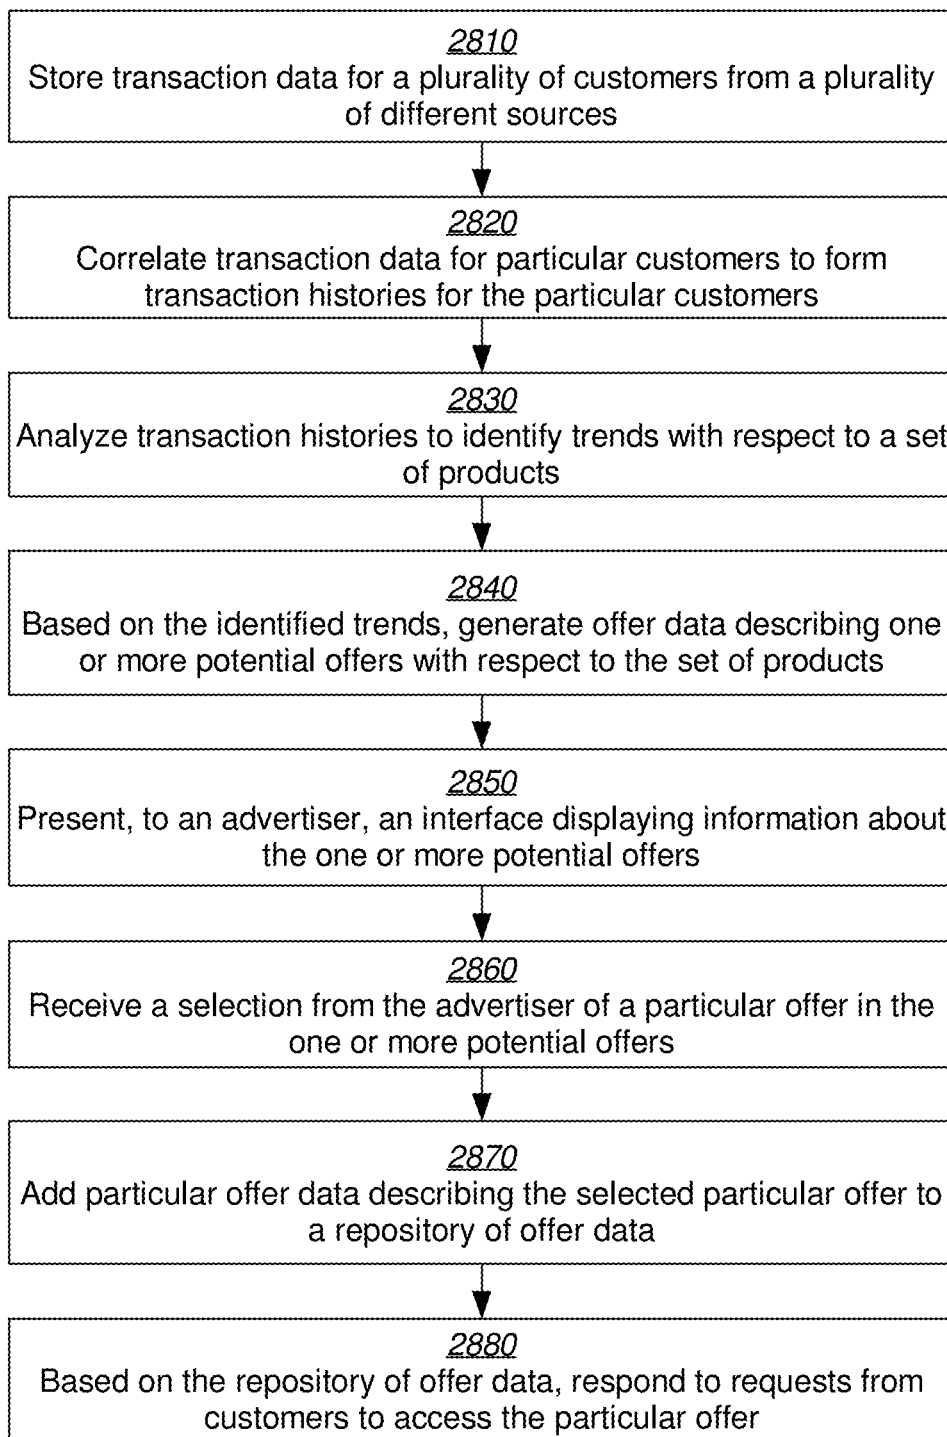 2810
Store transaction data for a plurality of customers from a plurality
of different sources
2820
Correlate transaction data for particular customers to form
transaction histories for the particular customers
2830
Analyze transaction histories to identify trends with respect to a set
of products
2840
Based on the identified trends, generate offer data describing one
or more potential offers with respect to the set of products
2850
Present, to an advertiser, an interface displaying information about
the one or more potential offers
2860
Receive a selection from the advertiser of a particular offer in the
one or more potential offers
2870
Add particular offer data describing the selected particular offer to
a repository of offer data
2880
Based on the repository of offer data, respond to requests from
customers to access the particular offer